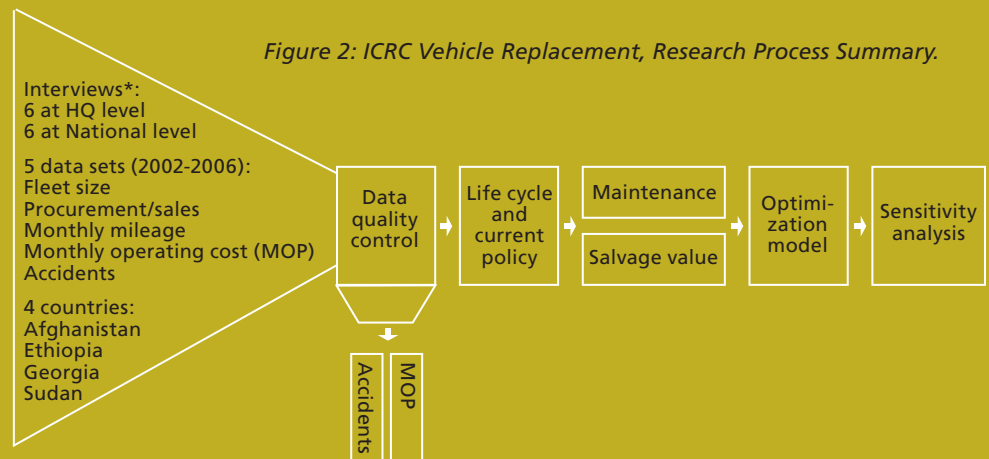 Figure 2: ICRC Vehicle Replacement, Research Process Summary.
Interviews*:
6 at HQ level
6 at National level
5 data sets (2002-2006):
Fleet size
Procurement/sales
Monthly mileage
Monthly operating cost (MOP)
Accidents
4 countries:
Afghanistan
Ethiopia
Georgia
Sudan
Data
quality
control
Life cycle
and
current
policy
Maintenance
Salvage value
Optimi-
zation
model
Sensitivity
analysis
Accidents
MOP